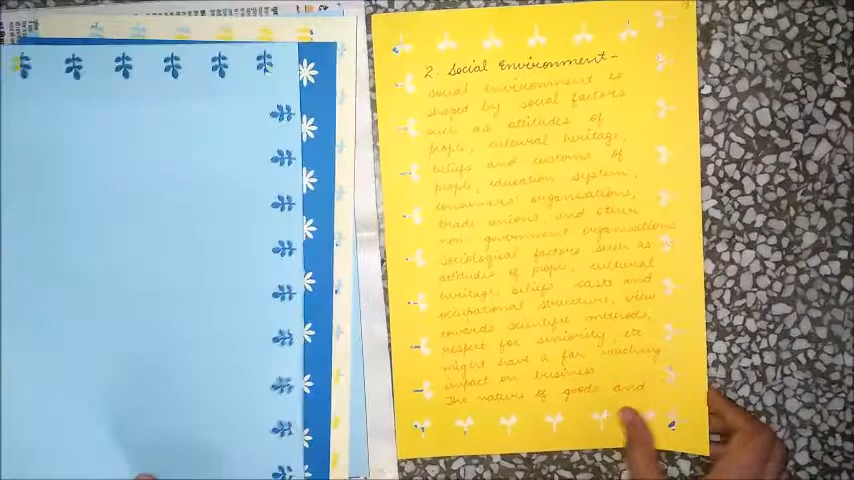 2. Social Environment -
Social Environment is
shaped by social factors
such as attitudes of
people, cultural heritage,
beliefs and customs of
people, education system,
consumers' organisations,
trade unions, and other
non government organisations
sociological factors such as
attitudes of people, cultural
heritage, beliefs caste and
occupational structure, view
towards scientific methods,
respect for seniority, etc
might have a far reaching
impact on business
The nature of goods and